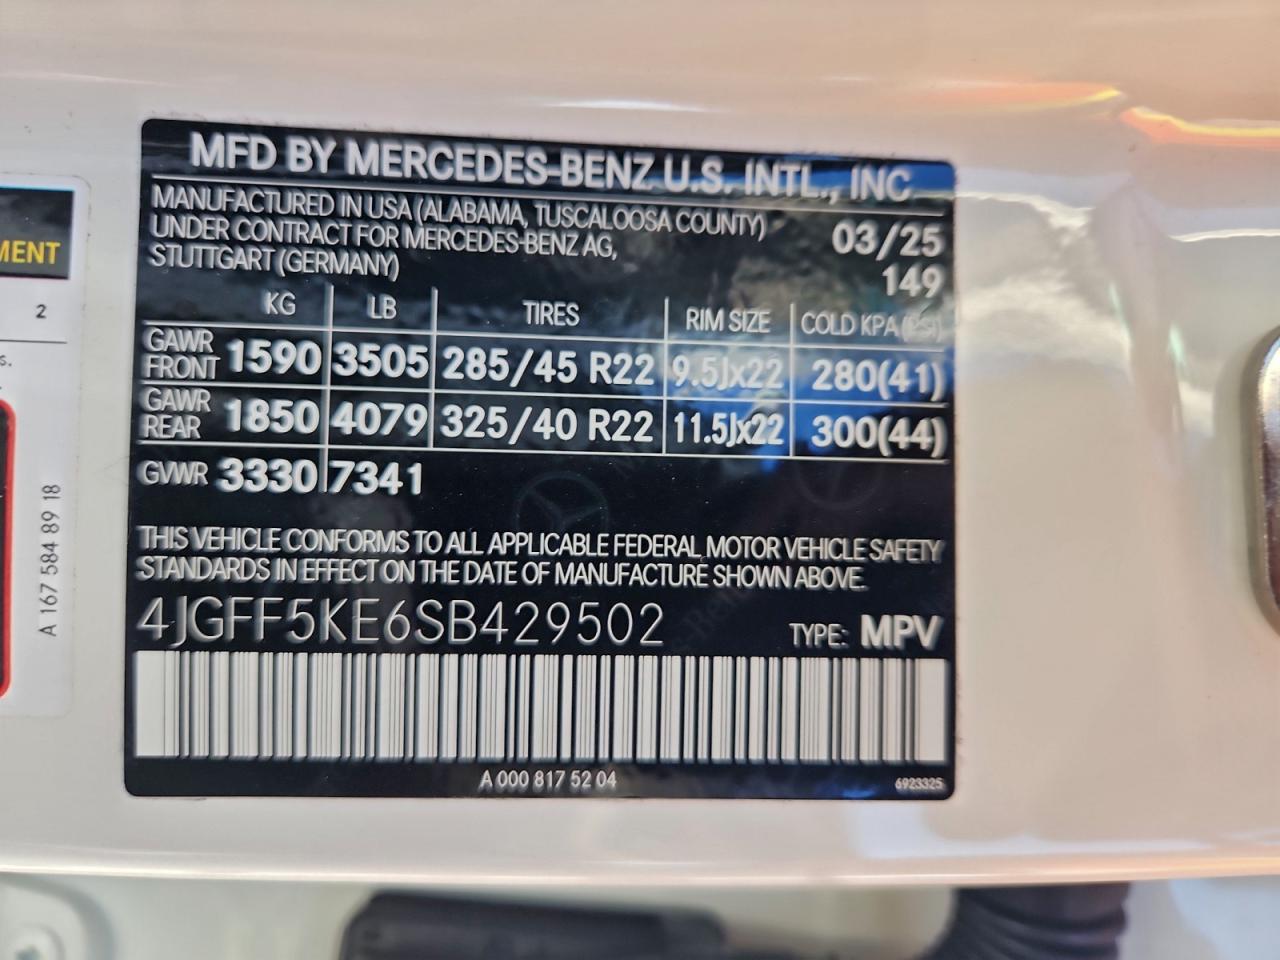 MFD BY MERCEDES-BENZ U.S. INTL., INC
MANUFACTURED IN USA (ALABAMA, TUSCALOOSA COUNTY)
UNDER CONTRACT FOR MERCEDES-BENZ AG,
STUTTGART (GERMANY)
03/25
149
KG LB TIRES RIM SIZE COLD KPA (PSI)
GAWR FRONT 1590 3505 285/45 R22 9.5Jx22 280(41)
GAWR REAR 1850 4079 325/40 R22 11.5Jx22 300(44)
GVWR 3330 7341
THIS VEHICLE CONFORMS TO ALL APPLICABLE FEDERAL MOTOR VEHICLE SAFETY
STANDARDS IN EFFECT ON THE DATE OF MANUFACTURE SHOWN ABOVE.
4JGFF5KE6SB429502 TYPE: MPV
A 000 817 52 04
6923325
MENT
2
s.
A 167 584 89 18